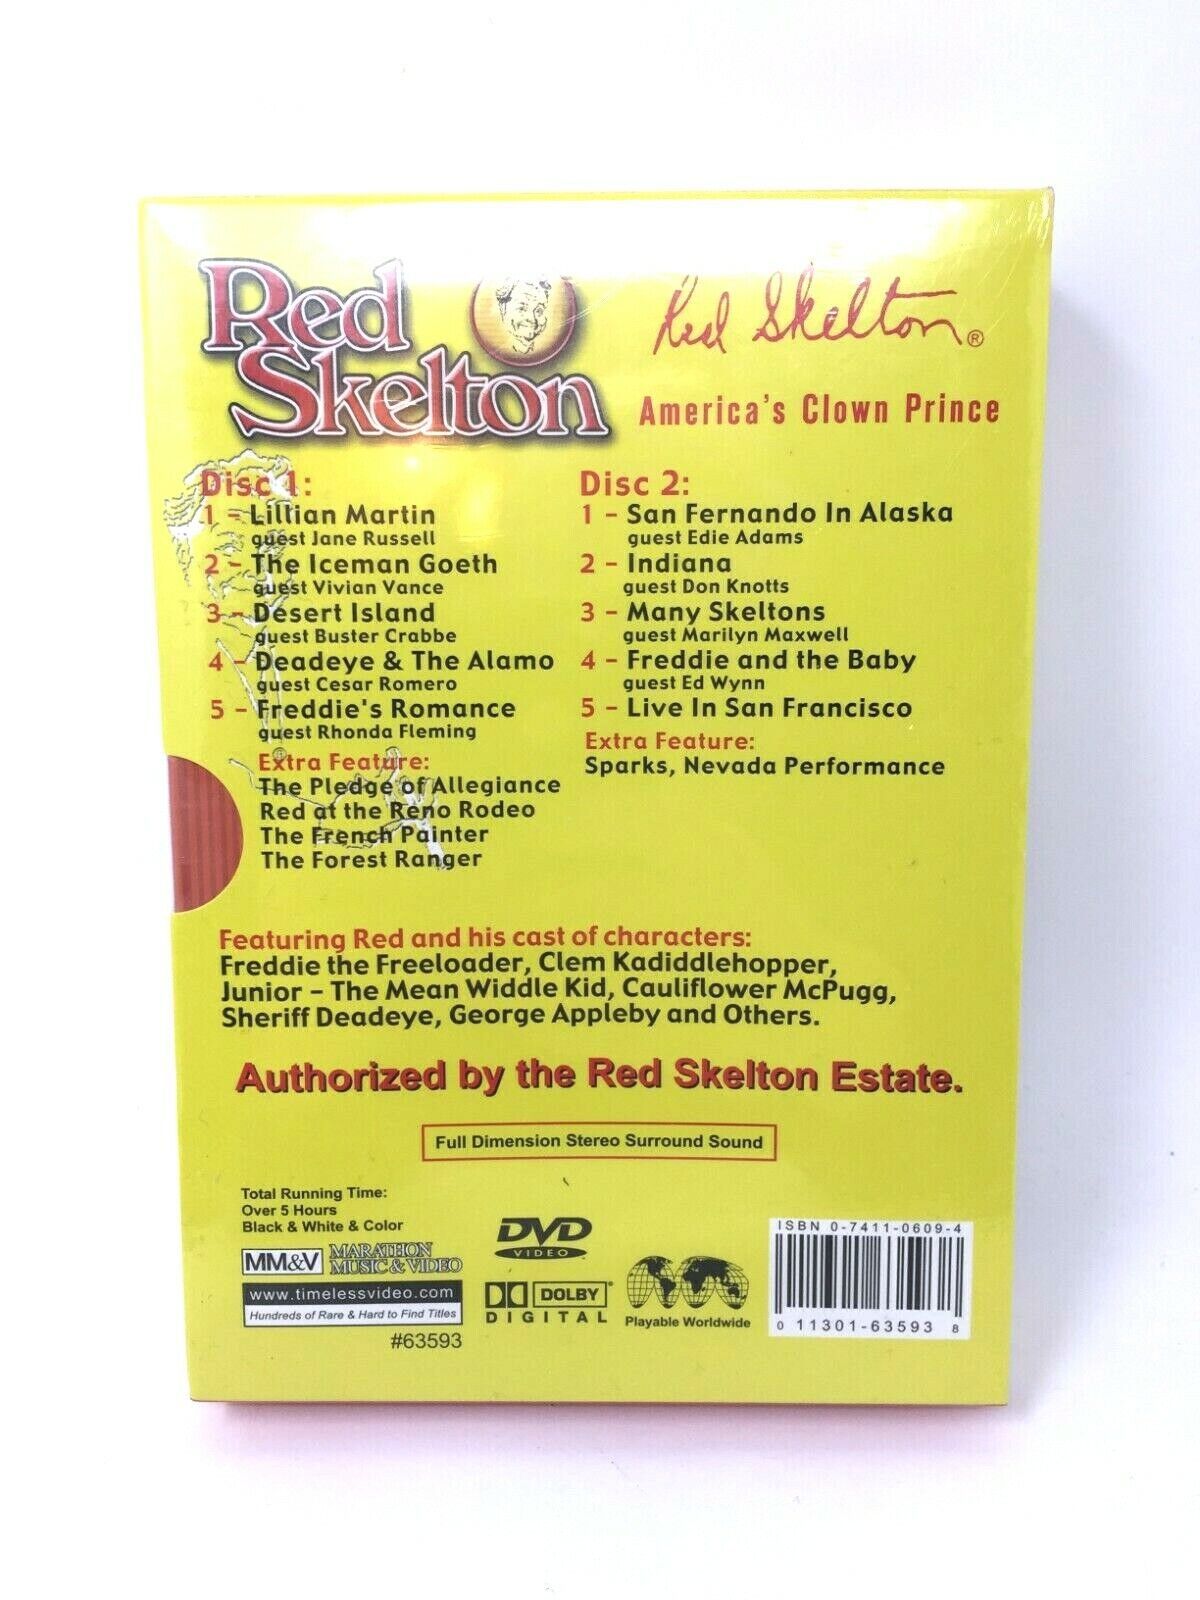 Red
Skelton
Red Skelton®
America's Clown Prince
Disc 1:
1 - Lillian Martin
guest Jane Russell
2 - The Iceman Goeth
guest Vivian Vance
3 - Desert Island
guest Buster Crabbe
4 - Deadeye & The Alamo
guest Cesar Romero
5 - Freddie's Romance
guest Rhonda Fleming
Extra Feature:
The Pledge of Allegiance
Red at the Reno Rodeo
The French Painter
The Forest Ranger
Disc 2:
1 - San Fernando In Alaska
guest Edie Adams
2 - Indiana
guest Don Knotts
3 - Many Skeltons
guest Marilyn Maxwell
4 - Freddie and the Baby
guest Ed Wynn
5 - Live In San Francisco
Extra Feature:
Sparks, Nevada Performance
Featuring Red and his cast of characters:
Freddie the Freeloader, Clem Kadiddlehopper,
Junior - The Mean Widdle Kid, Cauliflower McPugg,
Sheriff Deadeye, George Appleby and Others.
Authorized by the Red Skelton Estate.
Full Dimension Stereo Surround Sound
Total Running Time:
Over 5 Hours
Black & White & Color
MM&V MARATHON
MUSIC & VIDEO
www.timelessvideo.com
Hundreds of Rare & Hard to Find Titles
#63593
DVD
VIDEO
DOLBY
DIGITAL
Playable Worldwide
ISBN 0-7411-0609-4
0 11301-63593 8